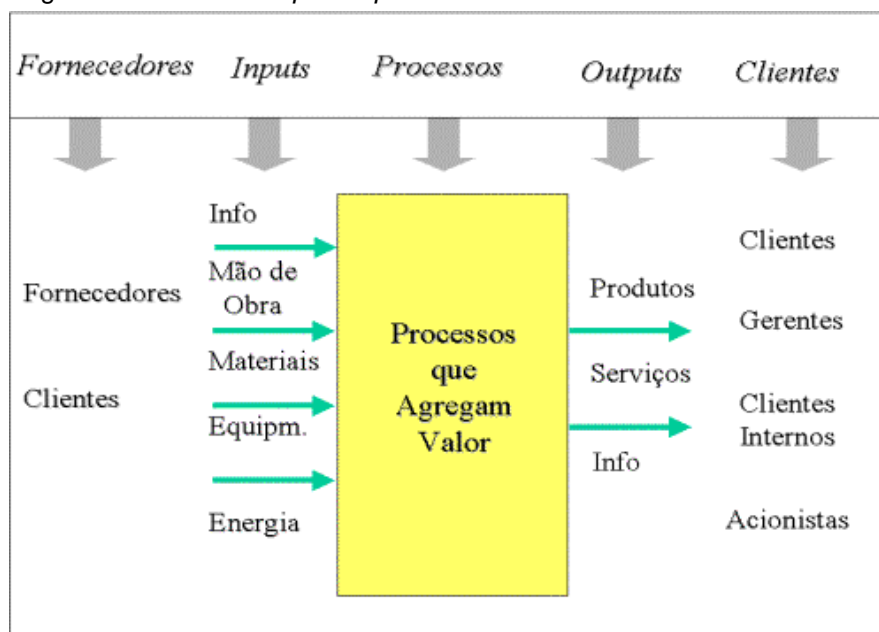 Fornecedores Inputs Processos Outputs Clientes
Info
Mão de
Obra
Materiais
Equipm.
Energia
Fornecedores
Clientes
Processos
que
Agregam
Valor
Produtos
Serviços
Info
Clientes
Gerentes
Clientes
Internos
Acionistas